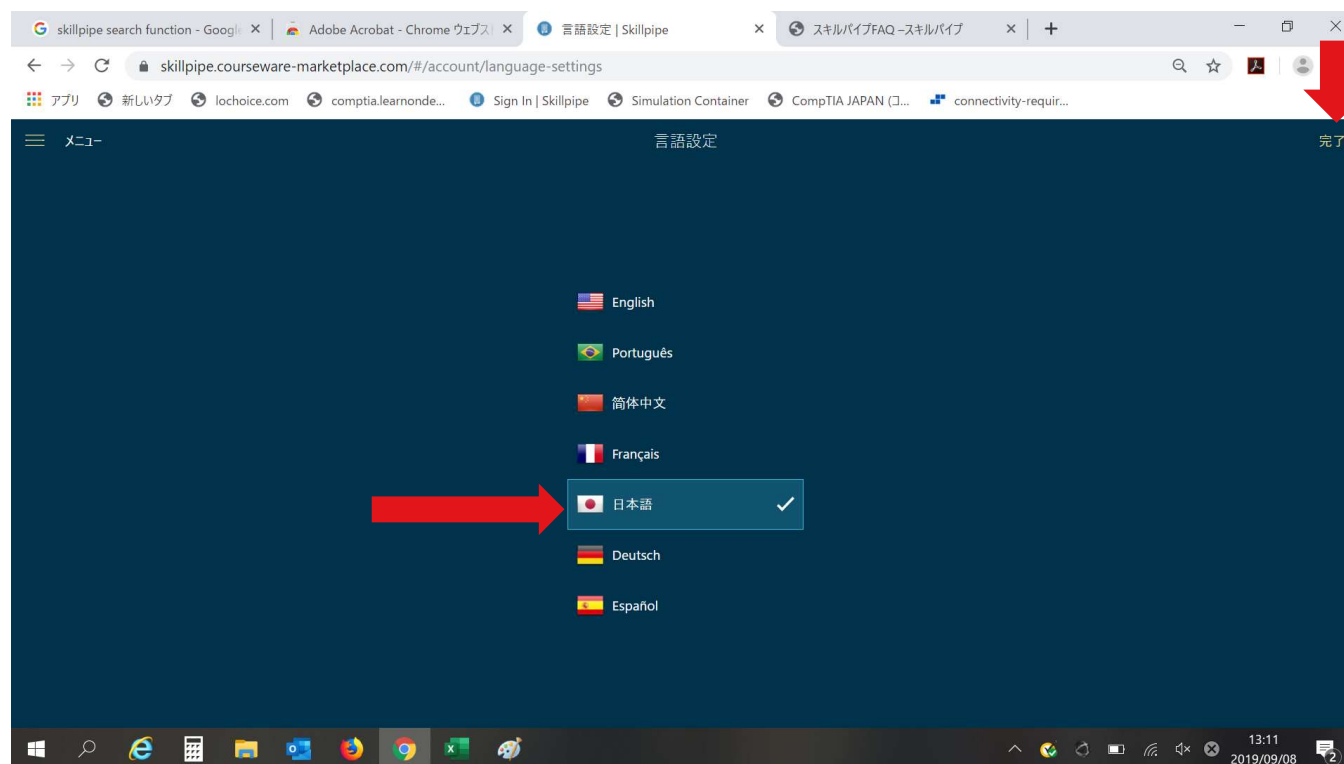 skillpipe search function - Googl
Adobe Acrobat - Chrome ウェブス
言語設定 | Skillpipe
スキルパイプFAQ –スキルパイプ
skillpipe.courseware-marketplace.com/#/account/language-settings
アプリ 新しいタブ lochoice.com comptia.learnonde... Sign In | Skillpipe Simulation Container CompTIA JAPAN (コ... connectivity-requir...
メニュー 言語設定 完了
English
Português
简体中文
Français
日本語
Deutsch
Español
13:11
2019/09/08
2